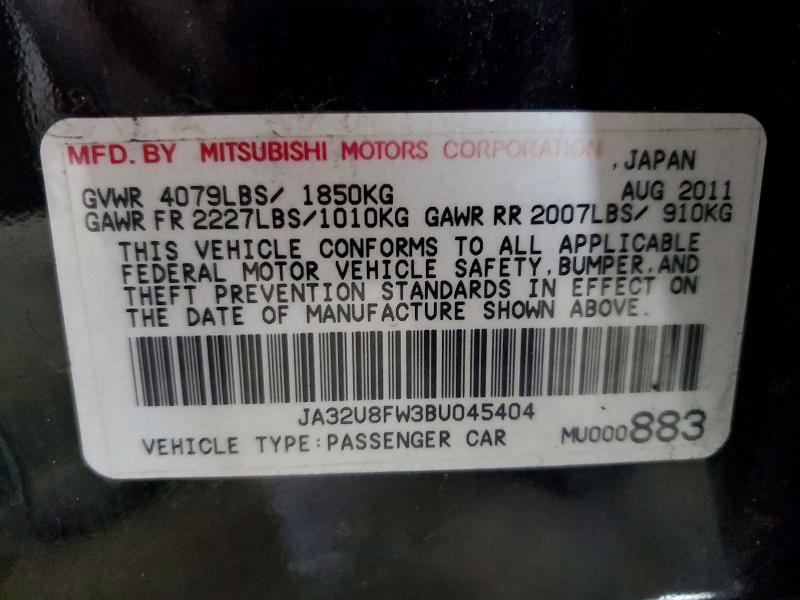 MFD. BY MITSUBISHI MOTORS CORPORATION, JAPAN
GVWR 4079LBS/ 1850KG AUG 2011
GAWR FR 2227LBS/1010KG GAWR RR 2007LBS/ 910KG
THIS VEHICLE CONFORMS TO ALL APPLICABLE
FEDERAL MOTOR VEHICLE SAFETY, BUMPER, AND
THEFT PREVENTION STANDARDS IN EFFECT ON
THE DATE OF MANUFACTURE SHOWN ABOVE.
JA32U8FW3BU045404
VEHICLE TYPE:PASSENGER CAR MU000883